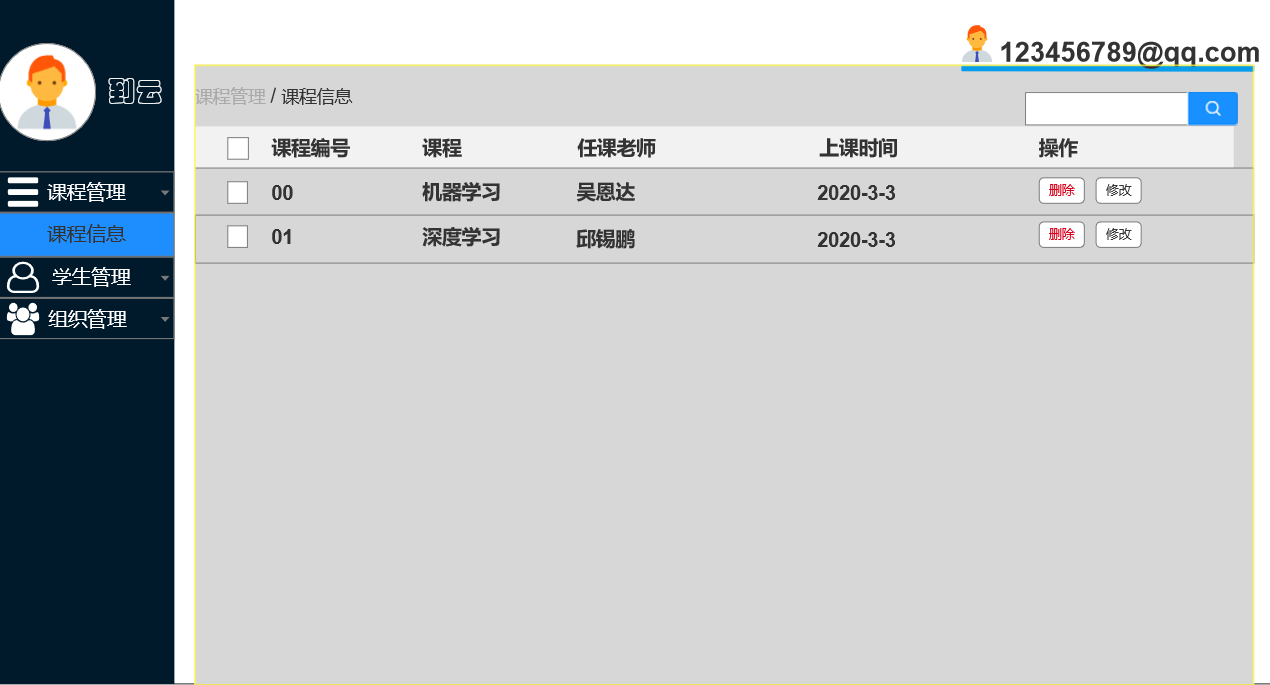 到云
课程管理
课程信息
学生管理
组织管理
123456789@qq.com
课程管理 / 课程信息
课程编号 课程 任课老师 上课时间 操作
00 机器学习 吴恩达 2020-3-3 删除 修改
01 深度学习 邱锡鹏 2020-3-3 删除 修改